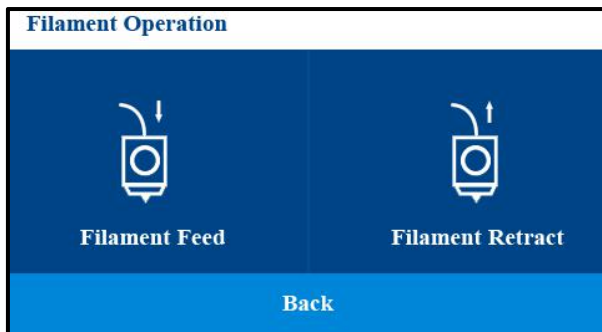 Filament Operation
Filament Feed
Filament Retract
Back